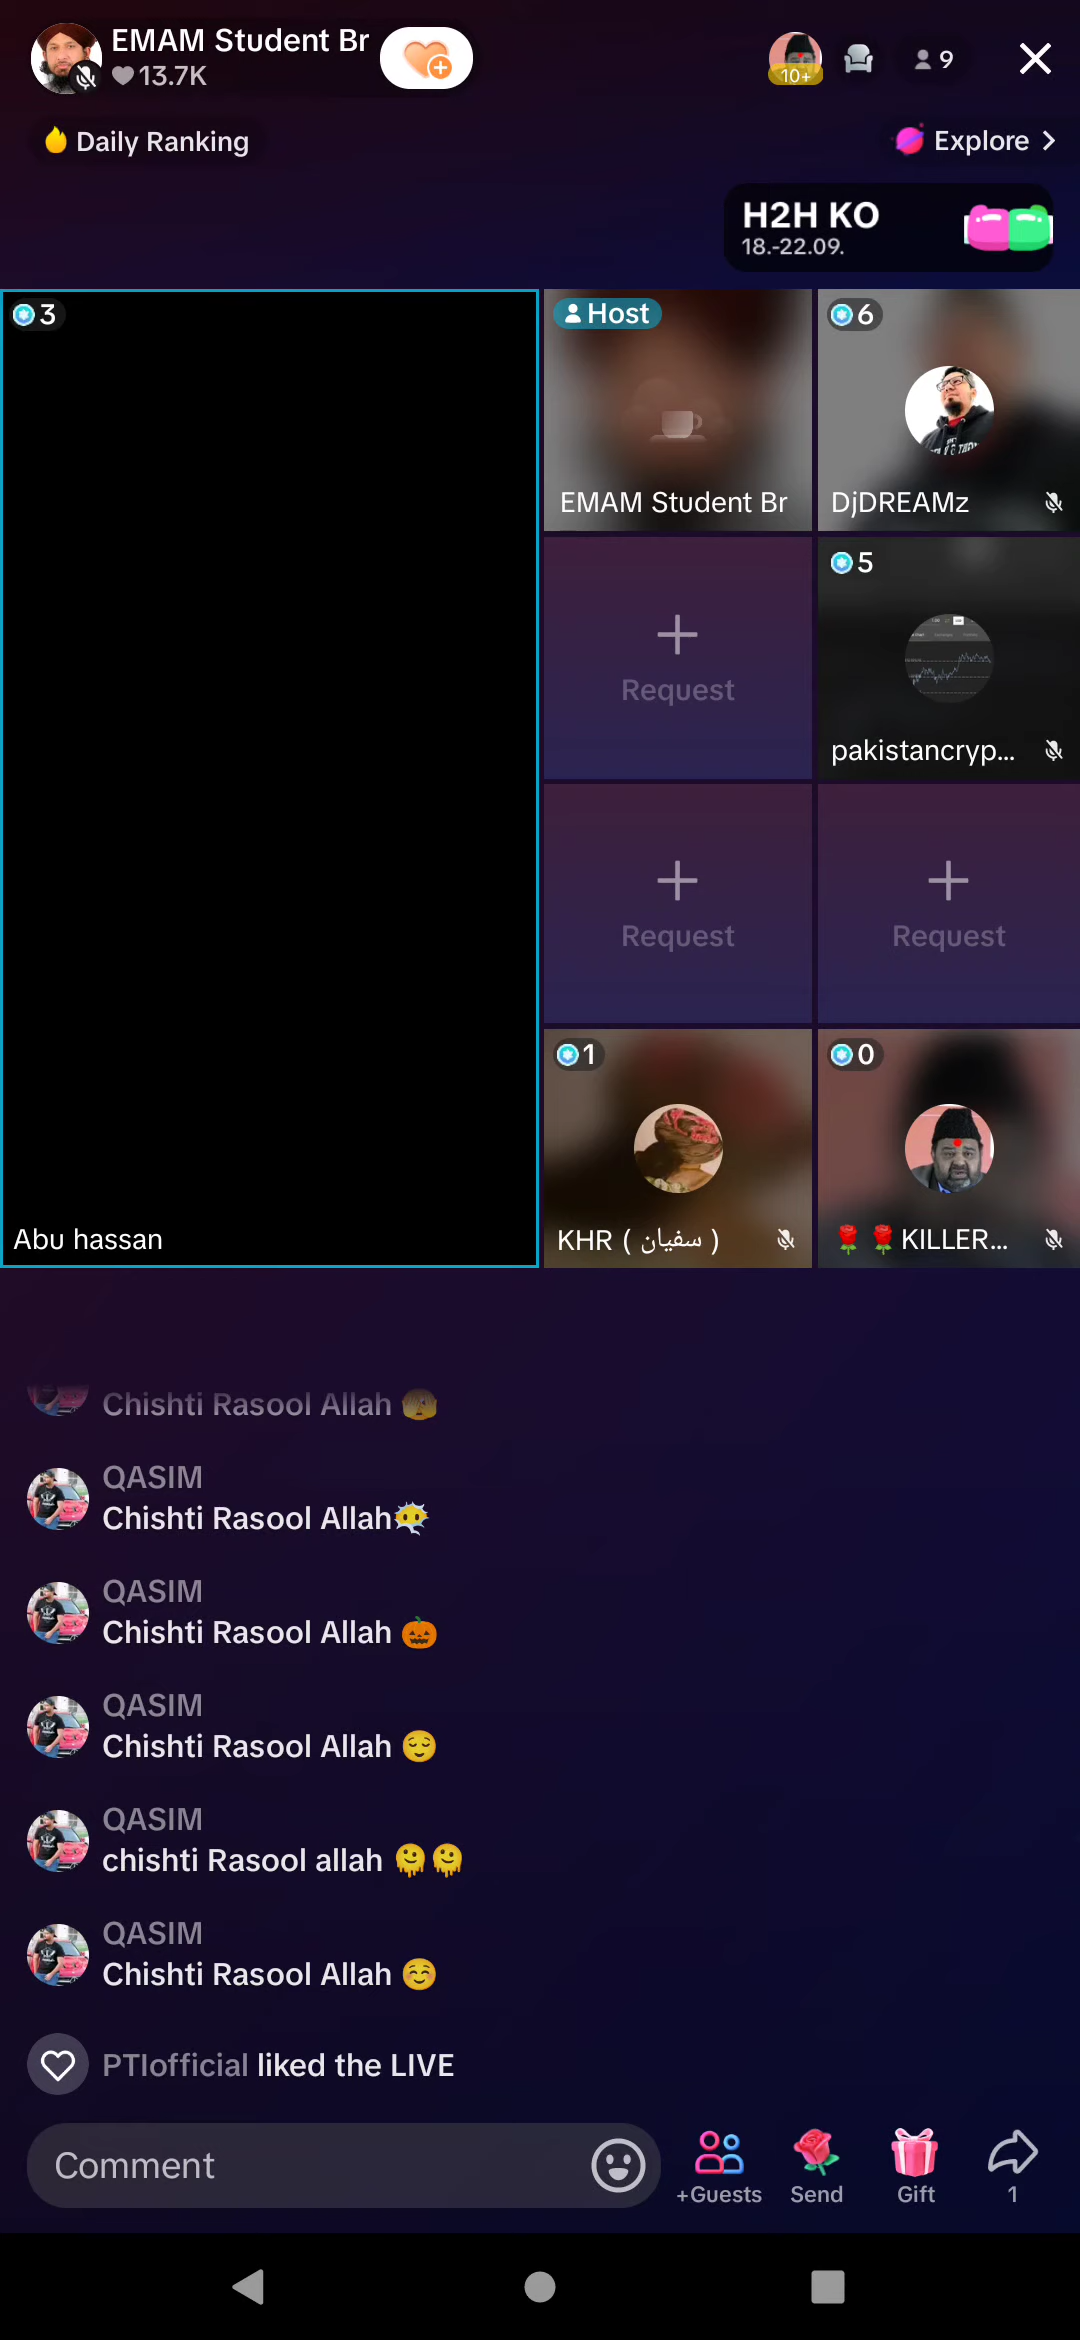 EMAM Student Br
13.7K
10+
9
Daily Ranking
Explore
H2H KO
18.-22.09.
3
Host
6
EMAM Student Br
DjDREAMz
5
Request
pakistancryp...
Request
Request
1
0
Abu hassan
KHR ( سفیان )
KILLER...
Chishti Rasool Allah 🫣
QASIM
Chishti Rasool Allah😶‍🌫️
QASIM
Chishti Rasool Allah 🎃
QASIM
Chishti Rasool Allah 😌
QASIM
chishti Rasool allah 🫠🫠
QASIM
Chishti Rasool Allah ☺️
PTIofficial liked the LIVE
Comment
+Guests
Send
Gift
1